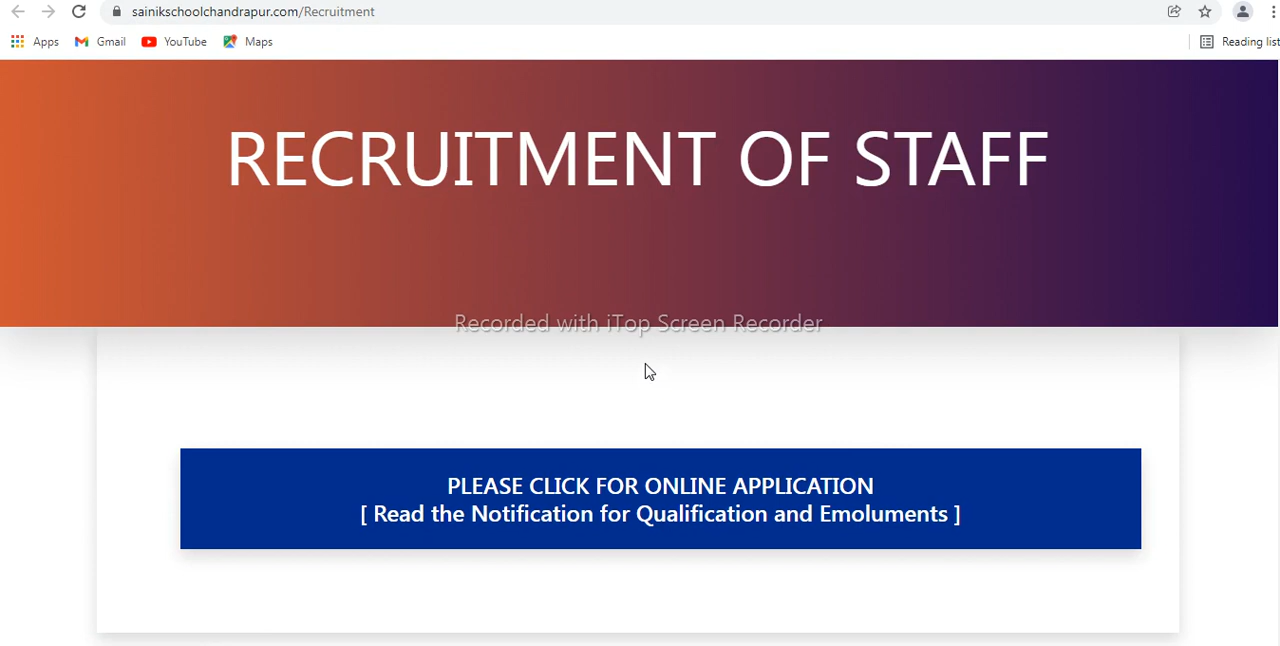 sainikschoolchandrapur.com/Recruitment
Apps Gmail YouTube Maps Reading list
RECRUITMENT OF STAFF
Recorded with iTop Screen Recorder
PLEASE CLICK FOR ONLINE APPLICATION
[ Read the Notification for Qualification and Emoluments ]